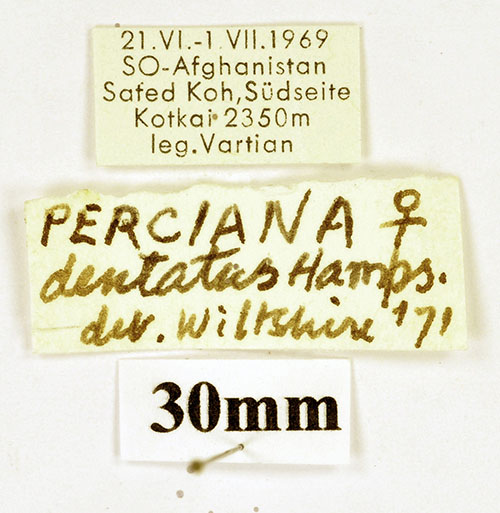 21.VI.-1.VII.1969
SO-Afghanistan
Safed Koh,Südseite
Kotkai 2350m
leg.Vartian
PERCIANA ♀
dentatus Hamps.
det. Wiltshire '71
30mm